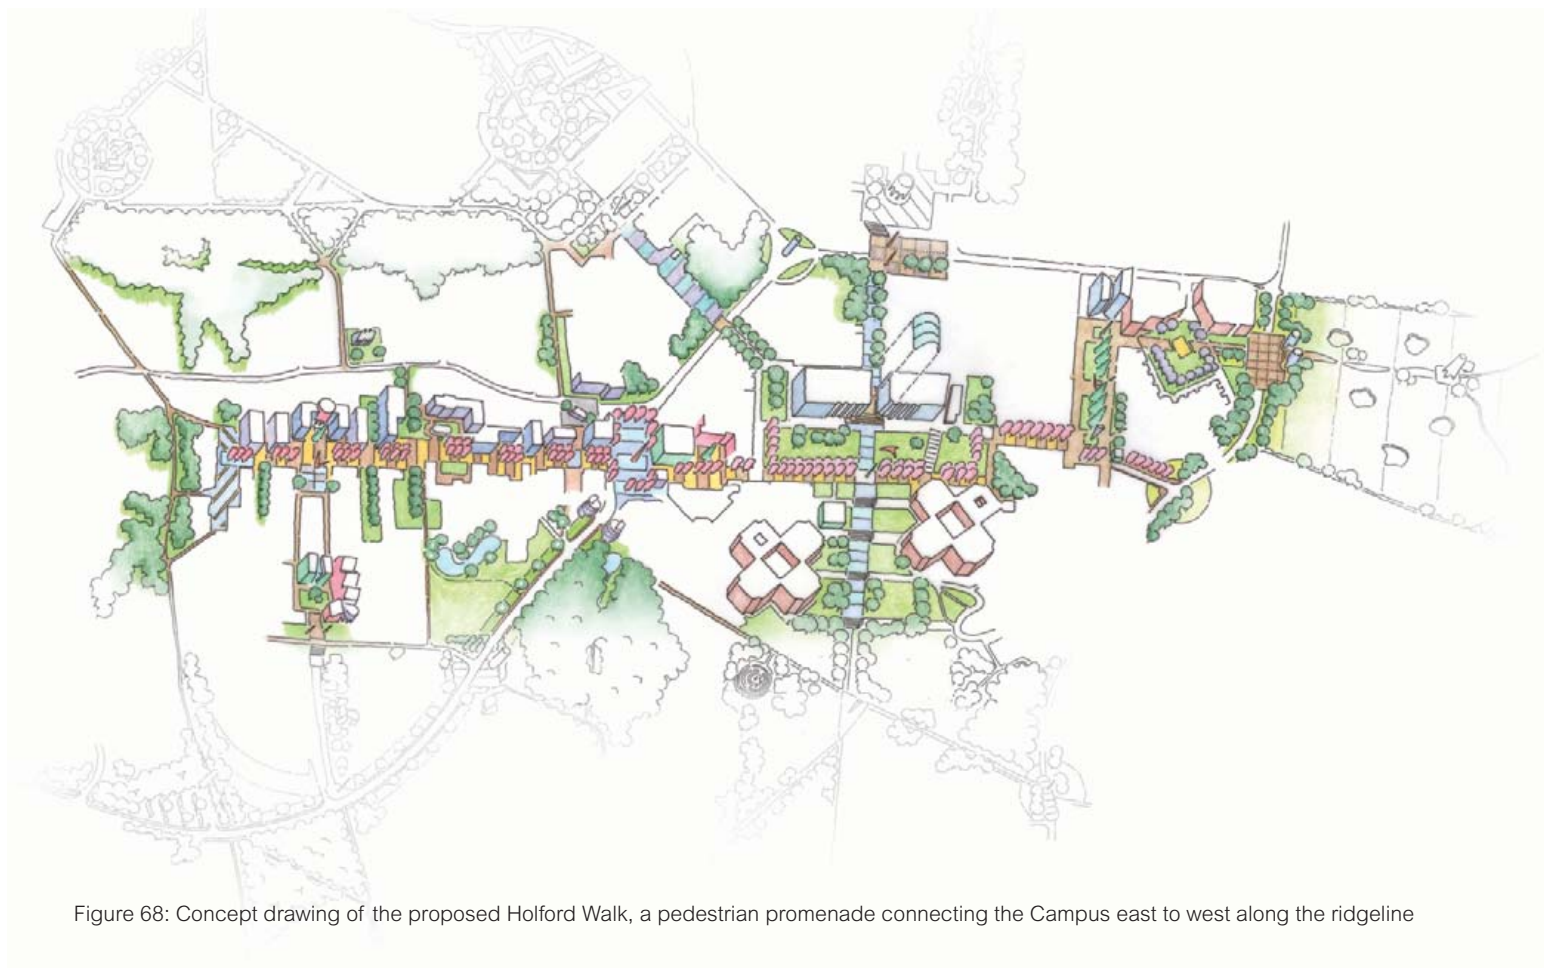 Figure 68: Concept drawing of the proposed Holford Walk, a pedestrian promenade connecting the Campus east to west along the ridgeline